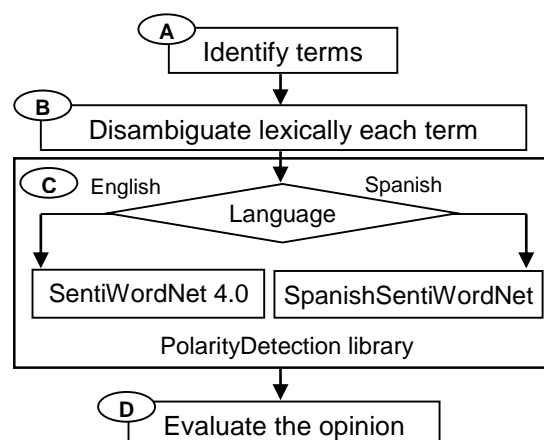 A
Identify terms
B
Disambiguate lexically each term
C
English
Spanish
Language
SentiWordNet 4.0
SpanishSentiWordNet
PolarityDetection library
D
Evaluate the opinion